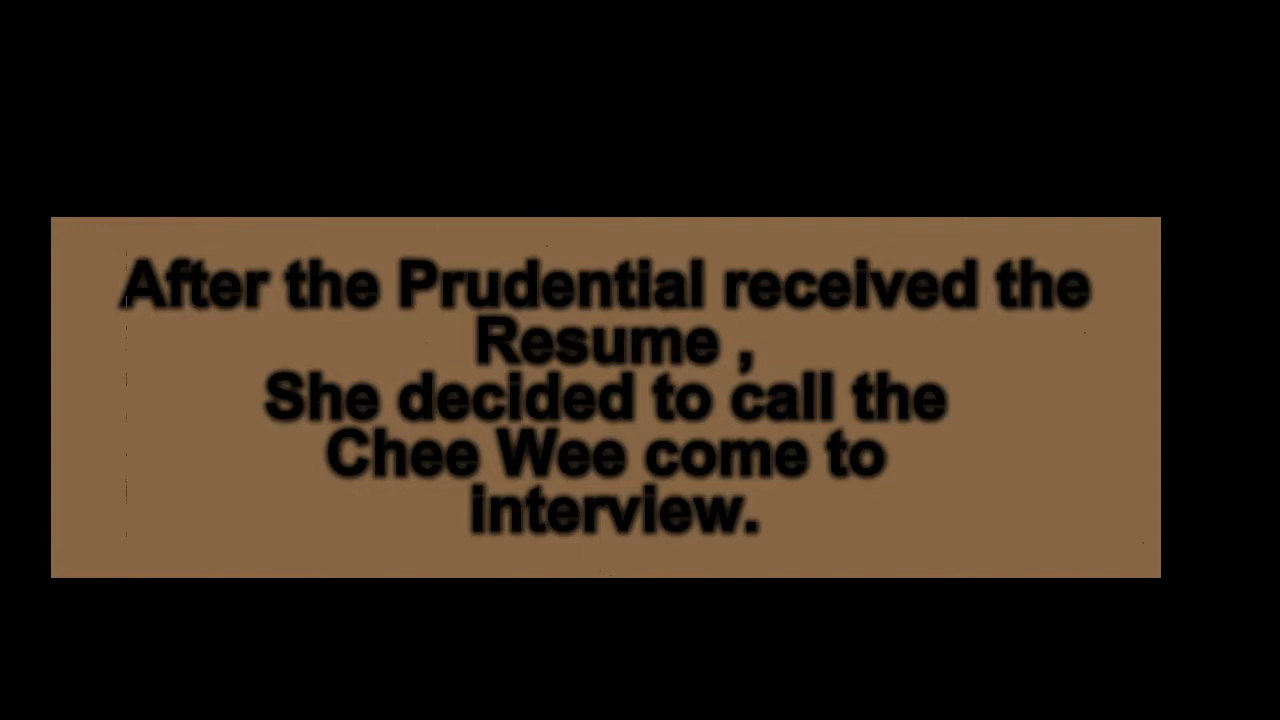 After the Prudential received the
Resume ,
She decided to call the
Chee Wee come to
interview.